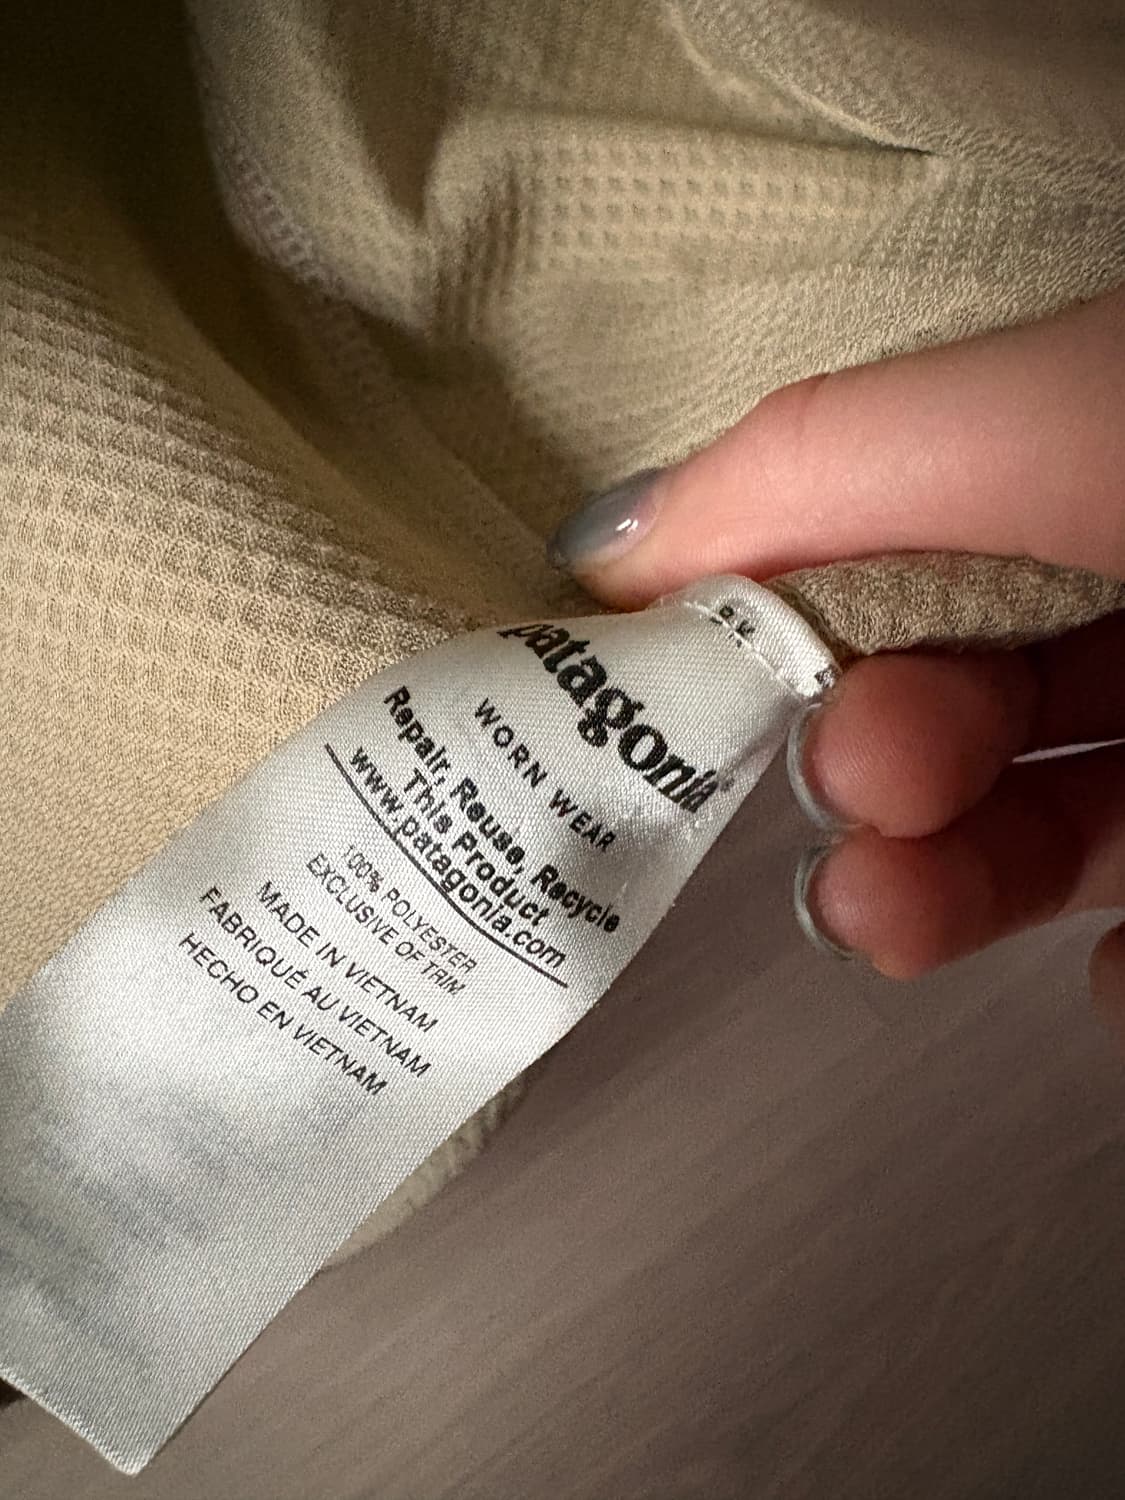 patagonia®
WORN WEAR
Repair, Reuse, Recycle
This Product
www.patagonia.com
100% POLYESTER
EXCLUSIVE OF TRIM
MADE IN VIETNAM
FABRIQUÉ AU VIETNAM
HECHO EN VIETNAM